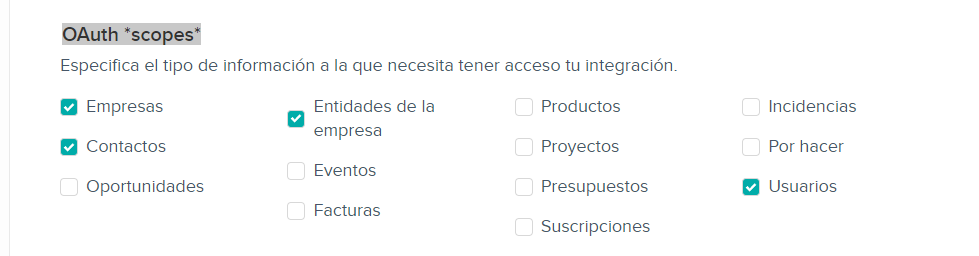 OAuth *scopes*
Especifica el tipo de información a la que necesita tener acceso tu integración.
Empresas
Contactos
Oportunidades
Entidades de la
empresa
Eventos
Facturas
Productos
Proyectos
Presupuestos
Suscripciones
Incidencias
Por hacer
Usuarios